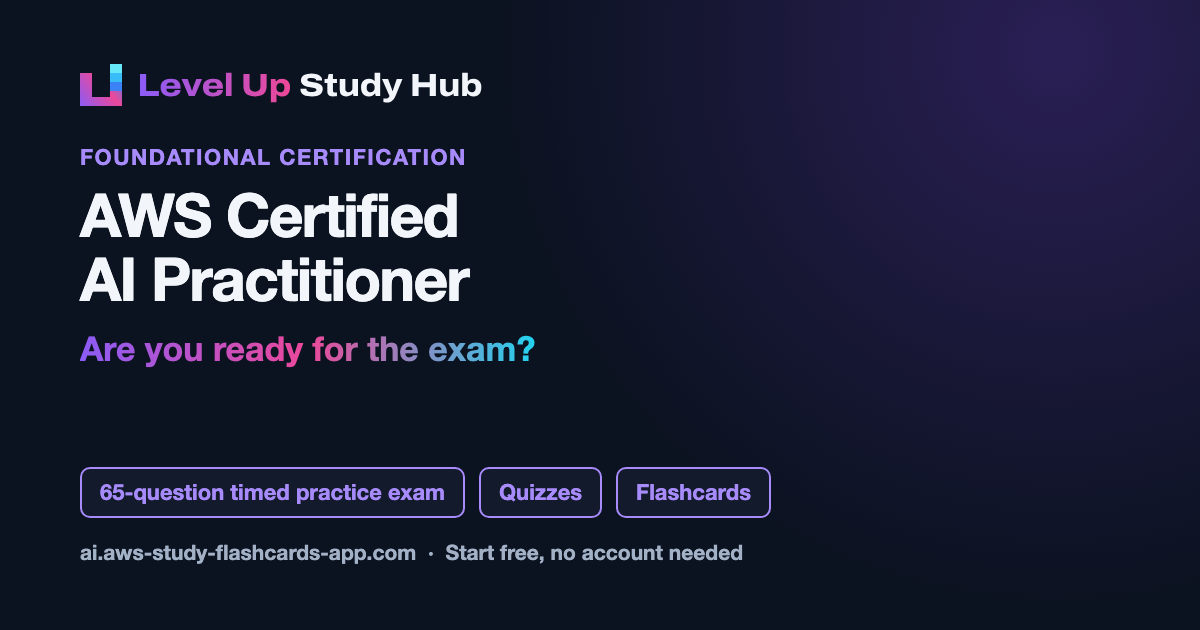 Level Up Study Hub
FOUNDATIONAL CERTIFICATION
AWS Certified
AI Practitioner
Are you ready for the exam?
65-question timed practice exam
Quizzes
Flashcards
ai.aws-study-flashcards-app.com · Start free, no account needed